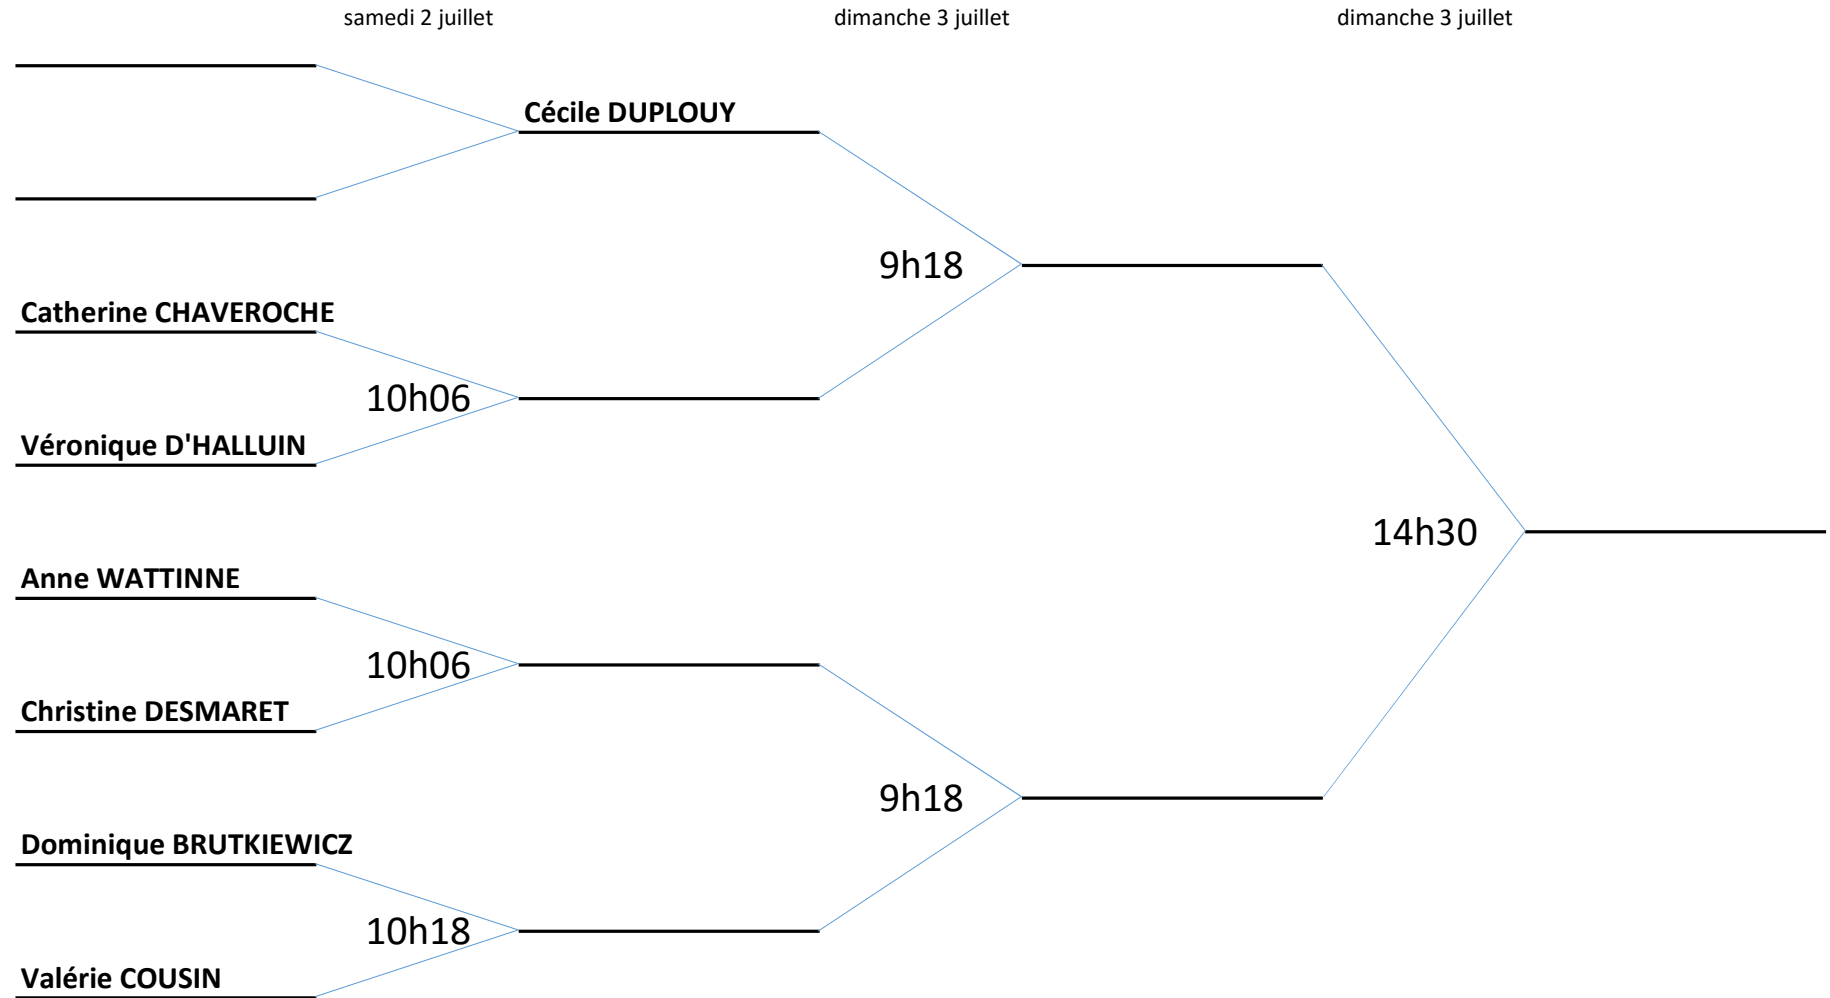 samedi 2 juillet
dimanche 3 juillet
dimanche 3 juillet
Cécile DUPLOUY
9h18
Catherine CHAVEROCHE
10h06
Véronique D'HALLUIN
14h30
Anne WATTINNE
10h06
Christine DESMARET
9h18
Dominique BRUTKIEWICZ
10h18
Valérie COUSIN